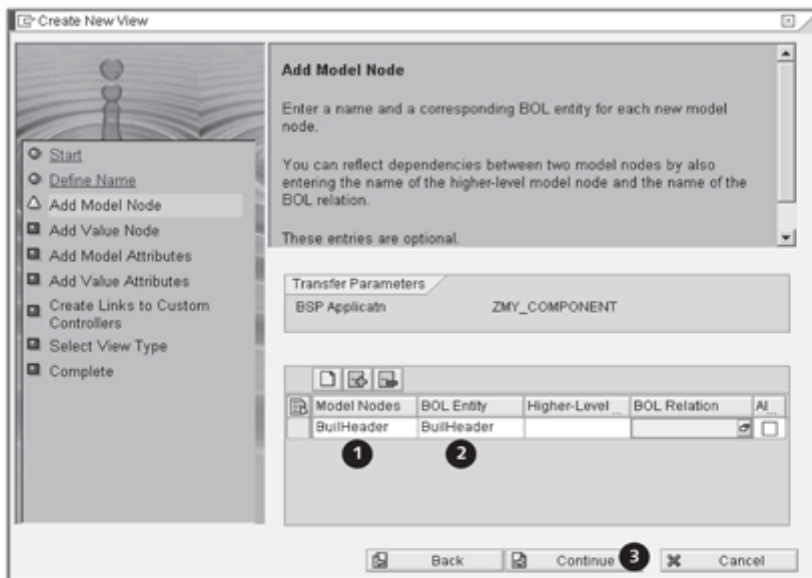 Create New View
Add Model Node
Enter a name and a corresponding BOL entity for each new model
node.
You can reflect dependencies between two model nodes by also
entering the name of the higher-level model node and the name of the
BOL relation.
These entries are optional.
Start
Define Name
Add Model Node
Add Value Node
Add Model Attributes
Add Value Attributes
Create Links to Custom
Controllers
Select View Type
Complete
Transfer Parameters
BSP Applicatn ZMY_COMPONENT
Model Nodes BOL Entity Higher-Level ... BOL Relation Al...
BuilHeader BuilHeader
1 2
Back Continue 3 Cancel